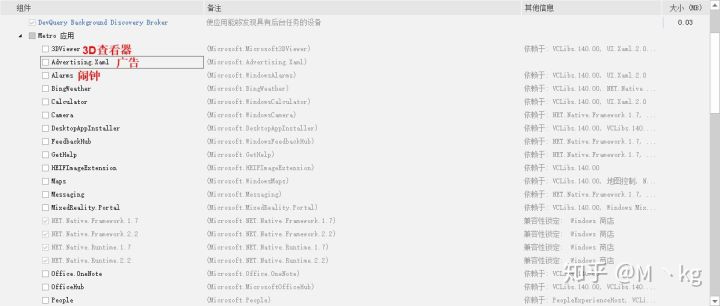 组件 备注 其他信息 大小 (MB)
DevQuery Background Discovery Broker 使应用能够发现具有后台任务的设备 0.03
Metro 应用
3DViewer 3D查看器 (Microsoft.Microsoft3DViewer) 依赖于: VCLibs.140.00, UI.Xaml.2.0
Advertising.Xaml 广告 (Microsoft.Advertising.Xaml)
Alarms 闹钟 (Microsoft.WindowsAlarms) 依赖于: VCLibs.140.00, UI.Xaml.2.0
BingWeather (Microsoft.BingWeather) 依赖于: VCLibs.140.00, .NET.Native...
Calculator (Microsoft.WindowsCalculator) 依赖于: VCLibs.140.00, UI.Xaml.2.0
Camera (Microsoft.WindowsCamera) 依赖于: .NET.Native.Framework.1.7, ...
DesktopAppInstaller (Microsoft.DesktopAppInstaller) 依赖于: .NET.Native.Framework.1.7, VCLibs.140...
FeedbackHub (Microsoft.WindowsFeedbackHub) 依赖于: .NET.Native.Framework.1.7, ...
GetHelp (Microsoft.GetHelp) 依赖于: .NET.Native.Framework.1.7, ...
HEIFImageExtension (Microsoft.HEIFImageExtension) 依赖于: VCLibs.140.00
Maps (Microsoft.WindowsMaps) 依赖于: VCLibs.140.00, 地图控制, N...
Messaging (Microsoft.Messaging) 依赖于: .NET.Native.Framework.1.7, ...
MixedReality.Portal (Microsoft.MixedReality.Portal) 依赖于: VCLibs.140.00, Windows Mix...
.NET.Native.Framework.1.7 (Microsoft.NET.Native.Framework.1.7) 兼容性锁定: Windows 商店
.NET.Native.Framework.2.2 (Microsoft.NET.Native.Framework.2.2) 兼容性锁定: Windows 商店
.NET.Native.Runtime.1.7 (Microsoft.NET.Native.Runtime.1.7) 兼容性锁定: Windows 商店
.NET.Native.Runtime.2.2 (Microsoft.NET.Native.Runtime.2.2) 兼容性锁定: Windows 商店
Office.OneNote (Microsoft.Office.OneNote) 依赖于:
OfficeHub (Microsoft.MicrosoftOfficeHub) 依赖于:
People (Microsoft.People) 依赖于: PeopleExperienceHost, VCLi...
知乎 @M丶kg